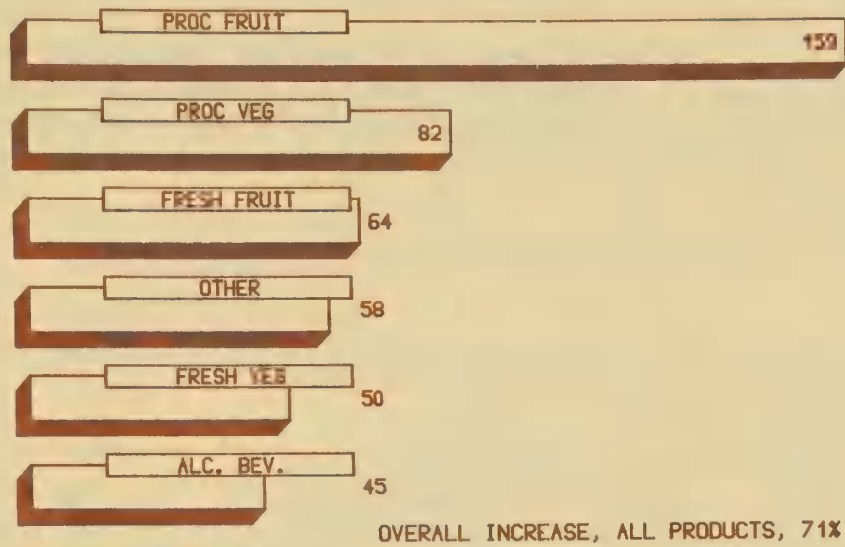 PROC FRUIT
159
PROC VEG
82
FRESH FRUIT
64
OTHER
58
FRESH VEG
50
ALC. BEV.
45
OVERALL INCREASE, ALL PRODUCTS, 71%